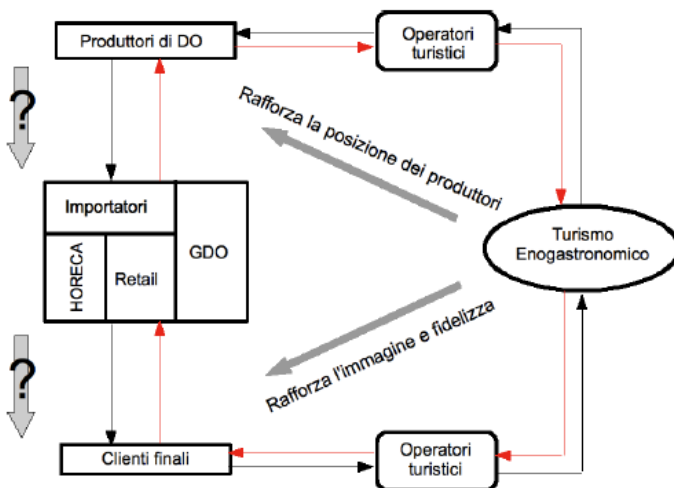 Produttori di DO
Operatori
turistici
?
Rafforza la posizione dei produttori
Importatori
GDO
HORECA
Retail
Turismo
Enogastronomico
?
Rafforza l'immagine e fidelizza
Clienti finali
Operatori
turistici